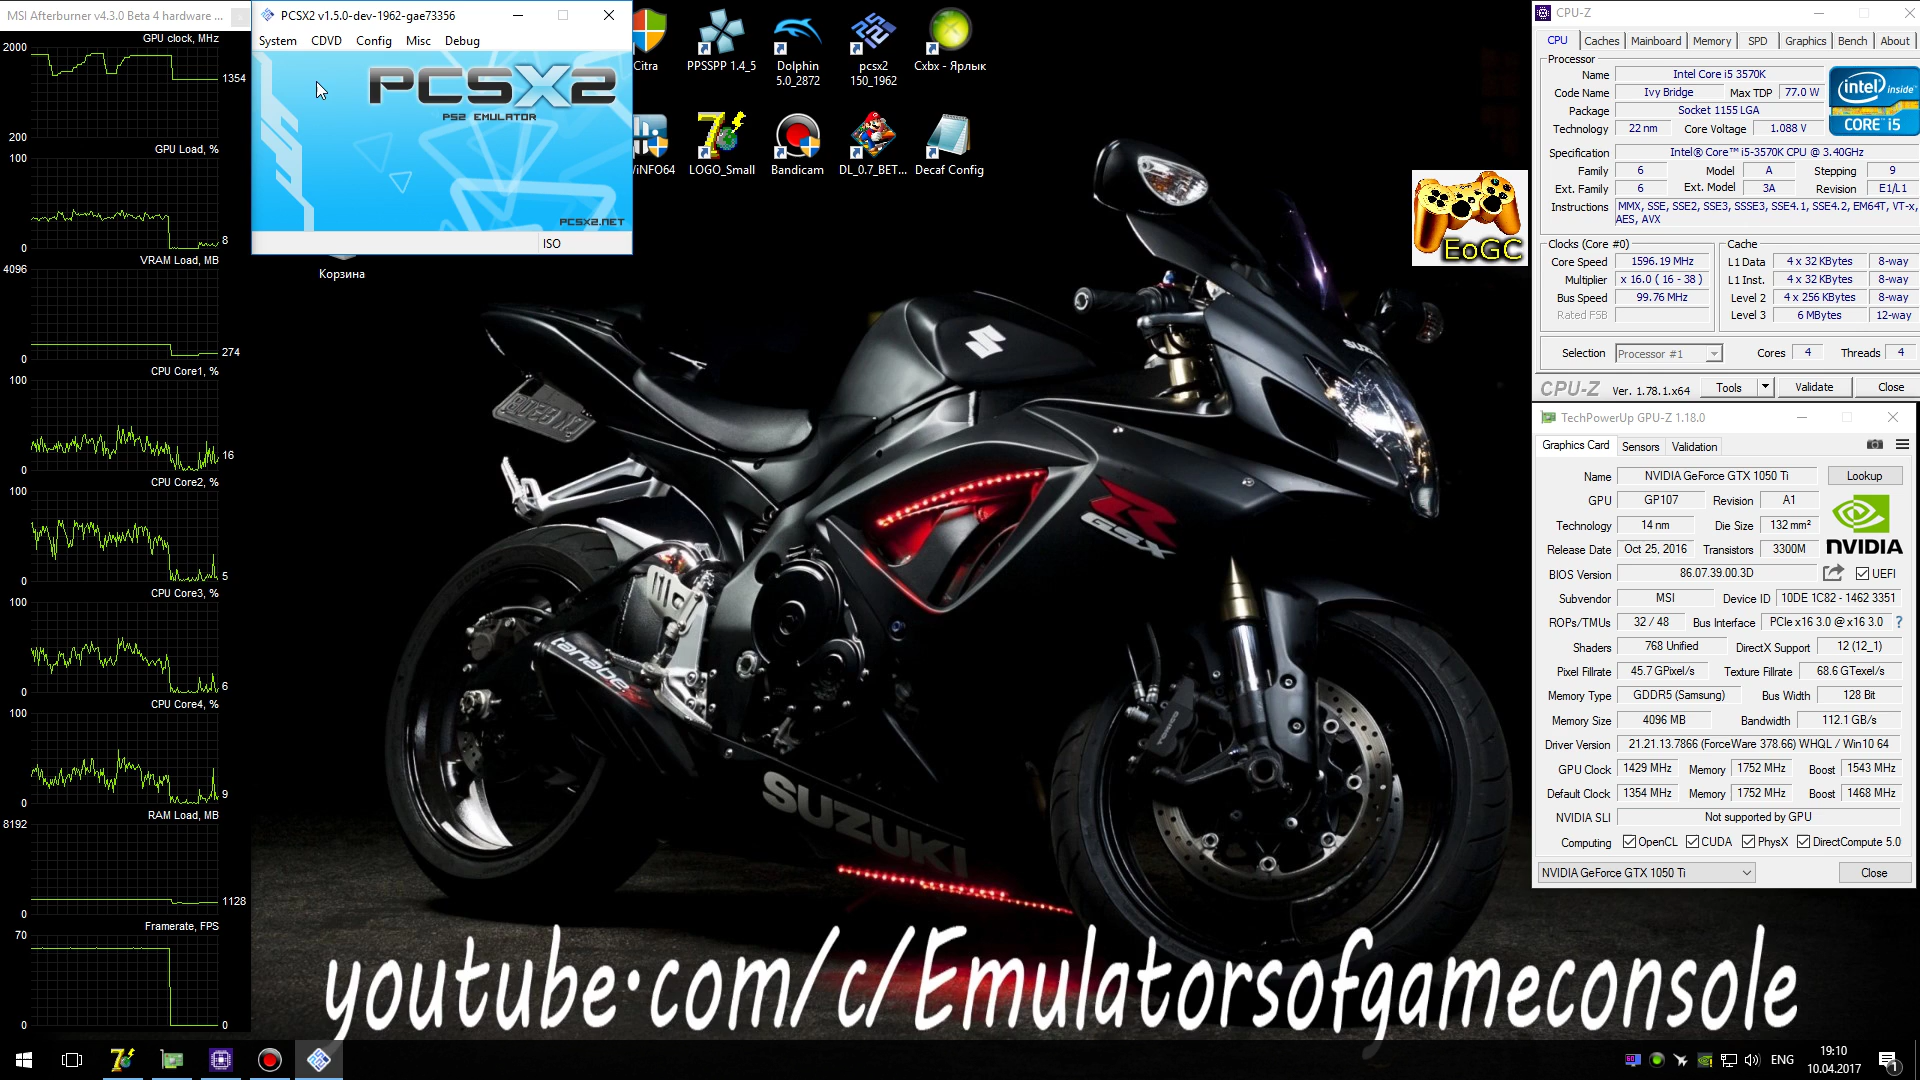 MSI Afterburner v4.3.0 Beta 4 hardware ...
GPU clock, MHz
2000
1354
200
GPU Load, %
100
8
0
VRAM Load, MB
4096
274
0
CPU Core1, %
100
16
0
CPU Core2, %
100
5
0
CPU Core3, %
100
6
0
CPU Core4, %
100
9
0
RAM Load, MB
8192
1128
0
Framerate, FPS
70
0
0
PCSX2 v1.5.0-dev-1962-gae73356
System CDVD Config Misc Debug
PCSX2
PS2 EMULATOR
PCSX2.NET
ISO
Корзина
Citra
PPSSPP 1.4_5
Dolphin 5.0_2872
pcsx2 150_1962
Cxbx - Ярлык
LOGO_Small
Bandicam
DL_0.7_BET...
Decaf Config
EoGC
SUZUKI
R
GSX
tanabe
youtube.com/c/Emulatorsofgameconsole
CPU-Z
CPU Caches Mainboard Memory SPD Graphics Bench About
Processor
Name Intel Core i5 3570K
Code Name Ivy Bridge Max TDP 77.0 W
Package Socket 1155 LGA
Technology 22 nm Core Voltage 1.088 V
intel inside
CORE i5
Specification Intel® Core™ i5-3570K CPU @ 3.40GHz
Family 6 Model A Stepping 9
Ext. Family 6 Ext. Model 3A Revision E1/L1
Instructions MMX, SSE, SSE2, SSE3, SSSE3, SSE4.1, SSE4.2, EM64T, VT-x,
AES, AVX
Clocks (Core #0)
Core Speed 1596.19 MHz
Multiplier x 16.0 ( 16 - 38 )
Bus Speed 99.76 MHz
Rated FSB
Cache
L1 Data 4 x 32 KBytes 8-way
L1 Inst. 4 x 32 KBytes 8-way
Level 2 4 x 256 KBytes 8-way
Level 3 6 MBytes 12-way
Selection Processor #1 Cores 4 Threads 4
CPU-Z Ver. 1.78.1.x64 Tools Validate Close
TechPowerUp GPU-Z 1.18.0
Graphics Card Sensors Validation
Name NVIDIA GeForce GTX 1050 Ti Lookup
GPU GP107 Revision A1
Technology 14 nm Die Size 132 mm²
Release Date Oct 25, 2016 Transistors 3300M
NVIDIA
BIOS Version 86.07.39.00.3D UEFI
Subvendor MSI Device ID 10DE 1C82 - 1462 3351
ROPs/TMUs 32 / 48 Bus Interface PCIe x16 3.0 @ x16 3.0 ?
Shaders 768 Unified DirectX Support 12 (12_1)
Pixel Fillrate 45.7 GPixel/s Texture Fillrate 68.6 GTexel/s
Memory Type GDDR5 (Samsung) Bus Width 128 Bit
Memory Size 4096 MB Bandwidth 112.1 GB/s
Driver Version 21.21.13.7866 (ForceWare 378.66) WHQL / Win10 64
GPU Clock 1429 MHz Memory 1752 MHz Boost 1543 MHz
Default Clock 1354 MHz Memory 1752 MHz Boost 1468 MHz
NVIDIA SLI Not supported by GPU
Computing OpenCL CUDA PhysX DirectCompute 5.0
NVIDIA GeForce GTX 1050 Ti Close
ENG
19:10
10.04.2017
1